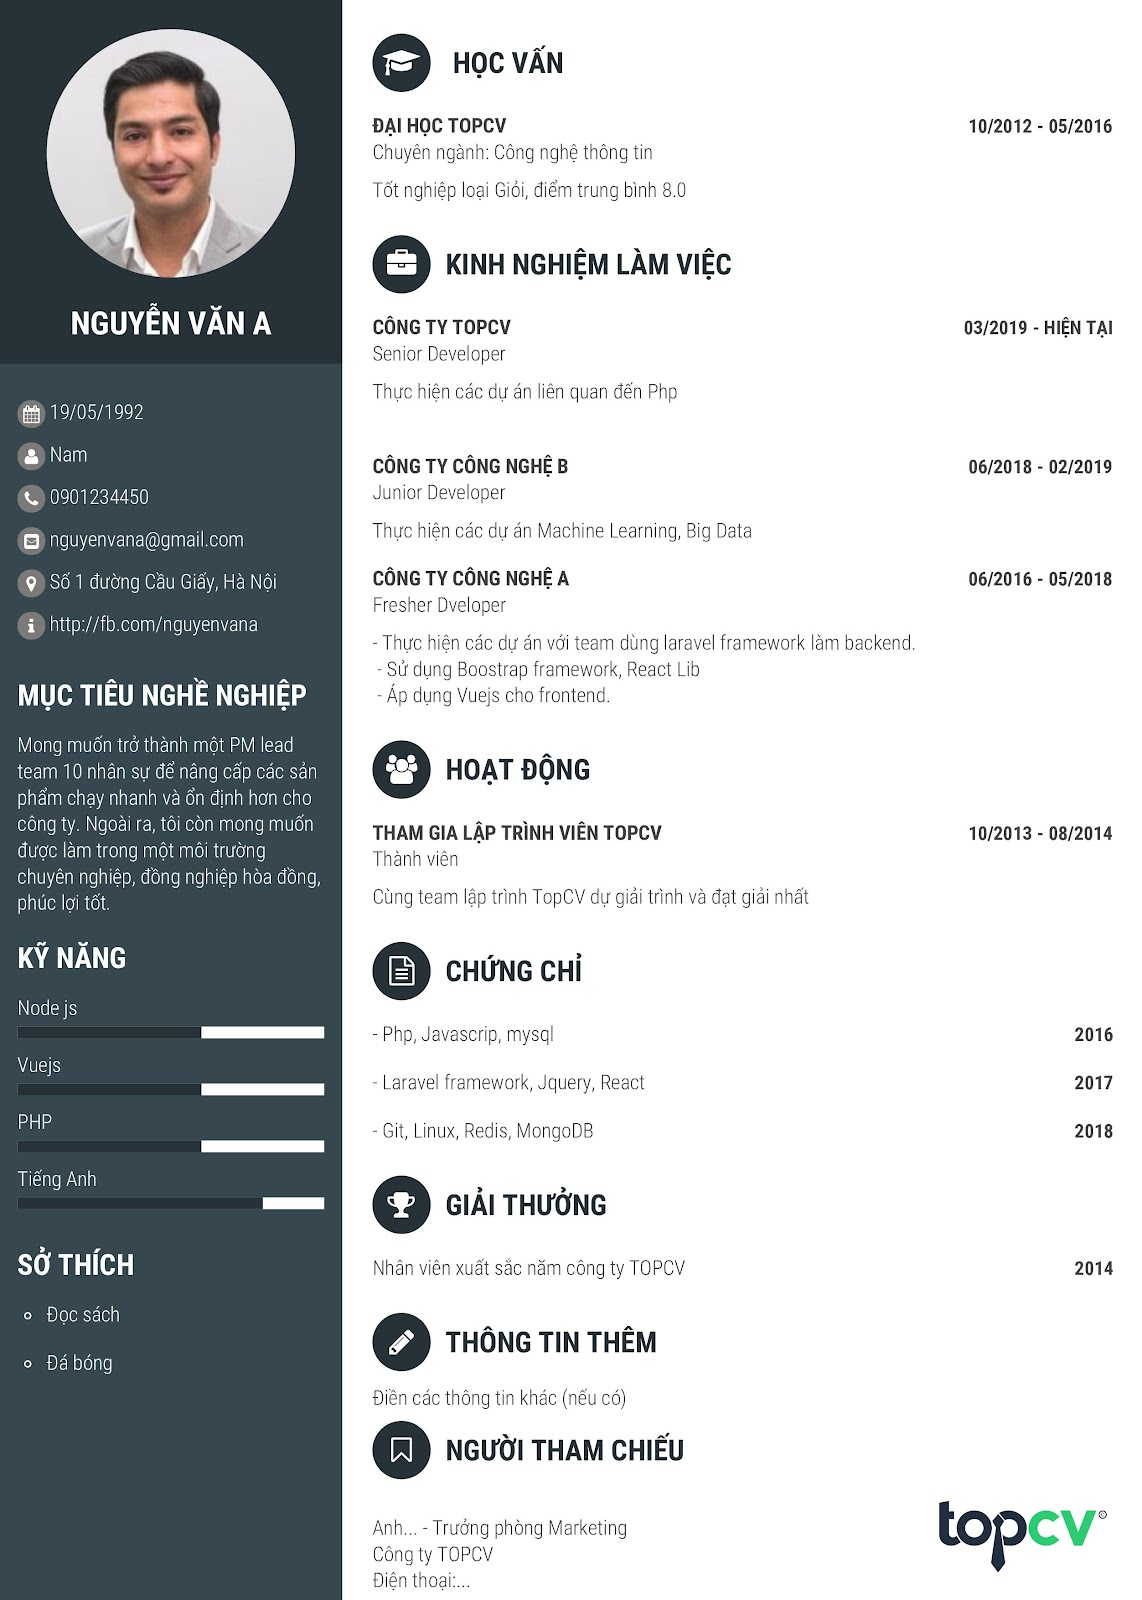 NGUYỄN VĂN A
19/05/1992
Nam
0901234450
nguyenvana@gmail.com
Số 1 đường Cầu Giấy, Hà Nội
http://fb.com/nguyenvana
MỤC TIÊU NGHỀ NGHIỆP
Mong muốn trở thành một PM lead
team 10 nhân sự để nâng cấp các sản
phẩm chạy nhanh và ổn định hơn cho
công ty. Ngoài ra, tôi còn mong muốn
được làm trong một môi trường
chuyên nghiệp, đồng nghiệp hòa đồng,
phúc lợi tốt.
KỸ NĂNG
Node js
Vuejs
PHP
Tiếng Anh
SỞ THÍCH
Đọc sách
Đá bóng
HỌC VẤN
ĐẠI HỌC TOPCV 10/2012 - 05/2016
Chuyên ngành: Công nghệ thông tin
Tốt nghiệp loại Giỏi, điểm trung bình 8.0
KINH NGHIỆM LÀM VIỆC
CÔNG TY TOPCV 03/2019 - HIỆN TẠI
Senior Developer
Thực hiện các dự án liên quan đến Php
CÔNG TY CÔNG NGHỆ B 06/2018 - 02/2019
Junior Developer
Thực hiện các dự án Machine Learning, Big Data
CÔNG TY CÔNG NGHỆ A 06/2016 - 05/2018
Fresher Dveloper
- Thực hiện các dự án với team dùng laravel framework làm backend.
- Sử dụng Boostrap framework, React Lib
- Áp dụng Vuejs cho frontend.
HOẠT ĐỘNG
THAM GIA LẬP TRÌNH VIÊN TOPCV 10/2013 - 08/2014
Thành viên
Cùng team lập trình TopCV dự giải trình và đạt giải nhất
CHỨNG CHỈ
- Php, Javascrip, mysql 2016
- Laravel framework, Jquery, React 2017
- Git, Linux, Redis, MongoDB 2018
GIẢI THƯỞNG
Nhân viên xuất sắc năm công ty TOPCV 2014
THÔNG TIN THÊM
Điền các thông tin khác (nếu có)
NGƯỜI THAM CHIẾU
Anh... - Trưởng phòng Marketing
Công ty TOPCV
Điện thoại:...
topcv©